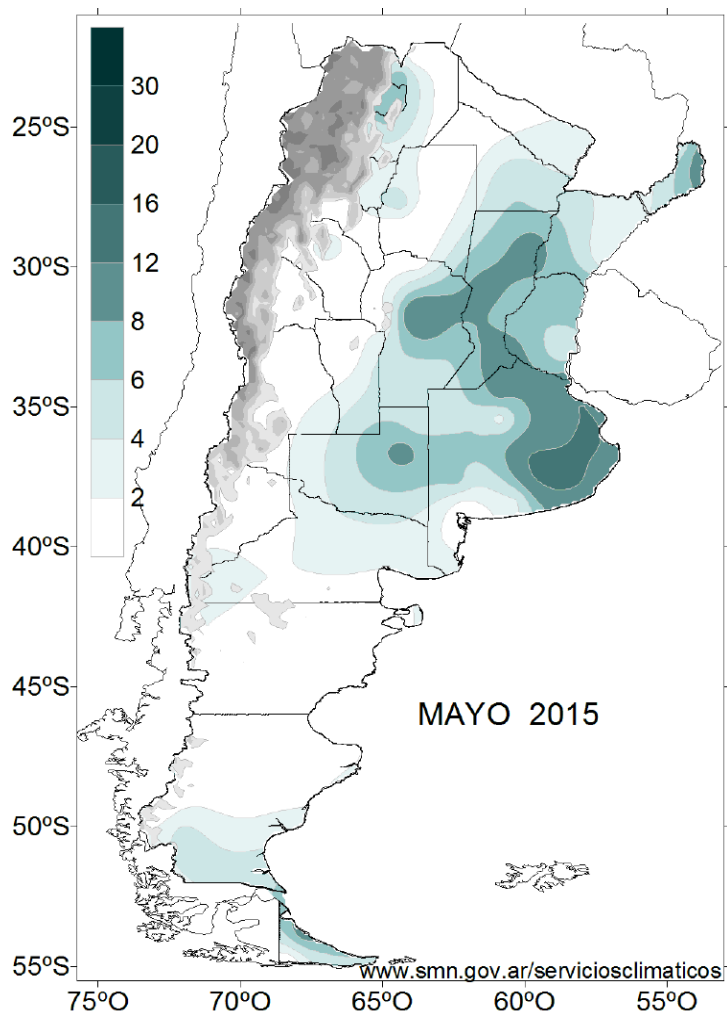 30
20
16
12
8
6
4
2
25ºS
30ºS
35ºS
40ºS
45ºS
50ºS
55ºS
MAYO 2015
www.smn.gov.ar/serviciosclimaticos
75ºO 70ºO 65ºO 60ºO 55ºO